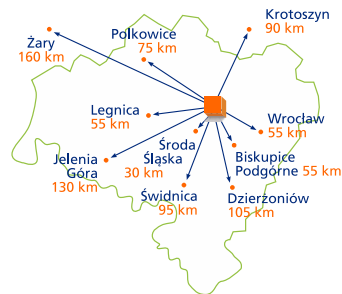 Krotoszyn
90 km
Polkowice
75 km
Żary
160 km
Legnica
55 km
Wrocław
55 km
Środa
Śląska
30 km
Biskupice
Podgórne 55 km
Jelenia
Góra
130 km
Świdnica
95 km
Dzierżoniów
105 km